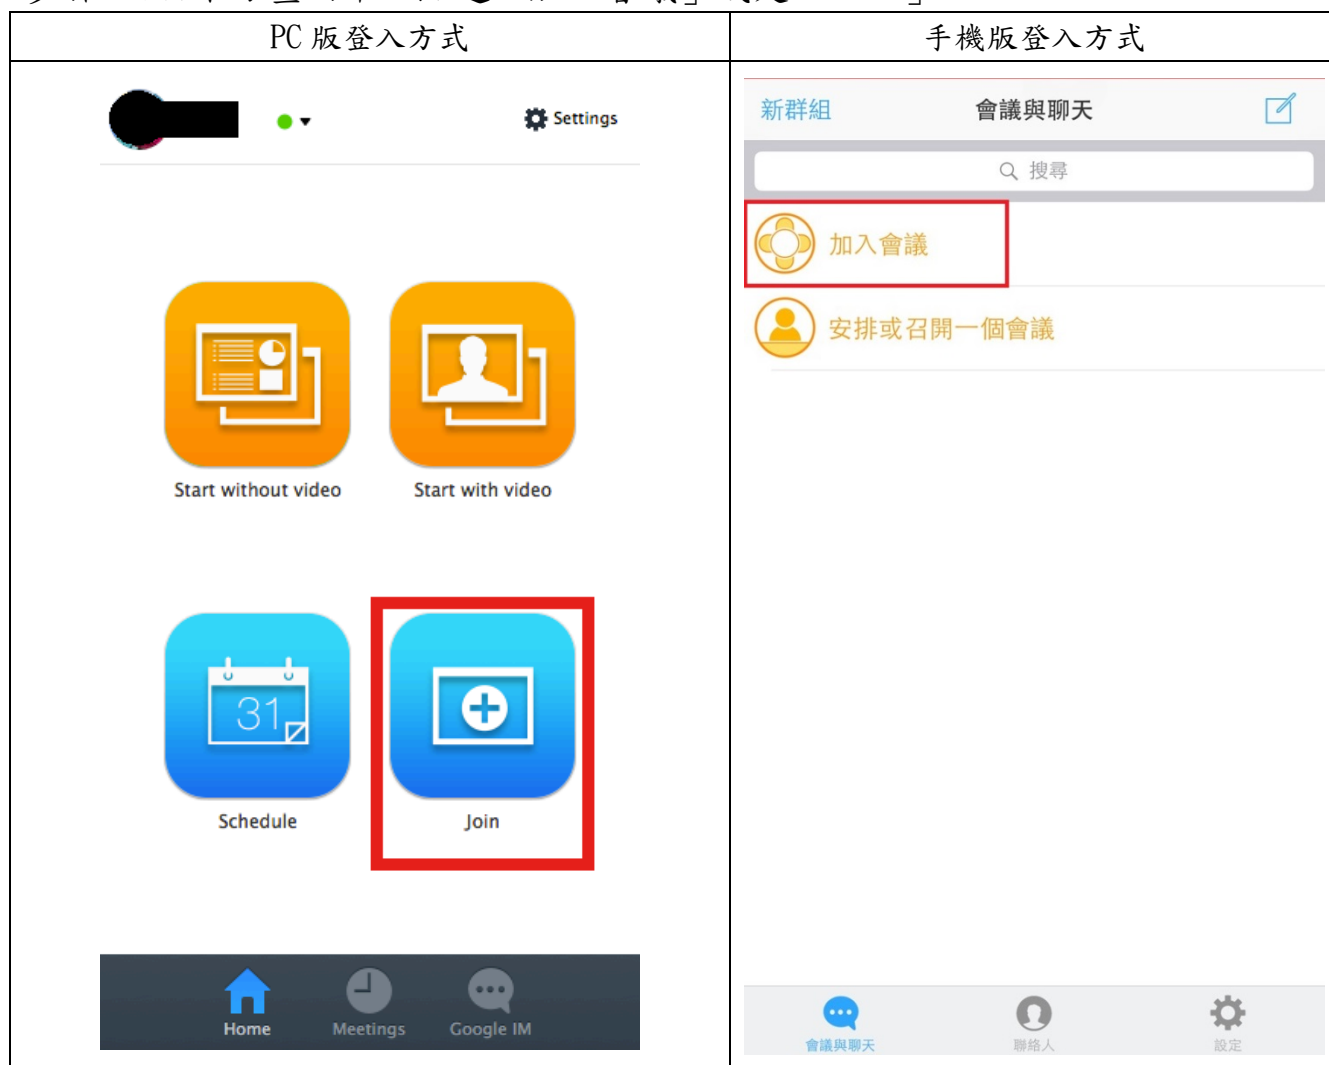 PC 版登入方式
手機版登入方式
Settings
Start without video
Start with video
31
Schedule
Join
Home
Meetings
Google IM
新群組
會議與聊天
搜尋
加入會議
安排或召開一個會議
會議與聊天
聯絡人
設定